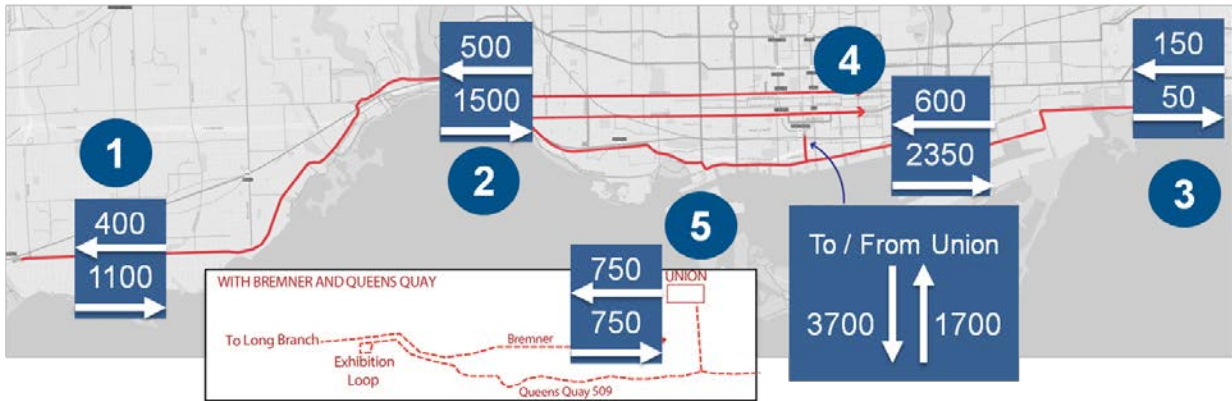 500
1500
4
600
2350
150
50
1
2
3
400
1100
5
750
750
UNION
WITH BREMNER AND QUEENS QUAY
To Long Branch
Exhibition
Loop
Bremner
Queens Quay 509
To / From Union
3700
1700